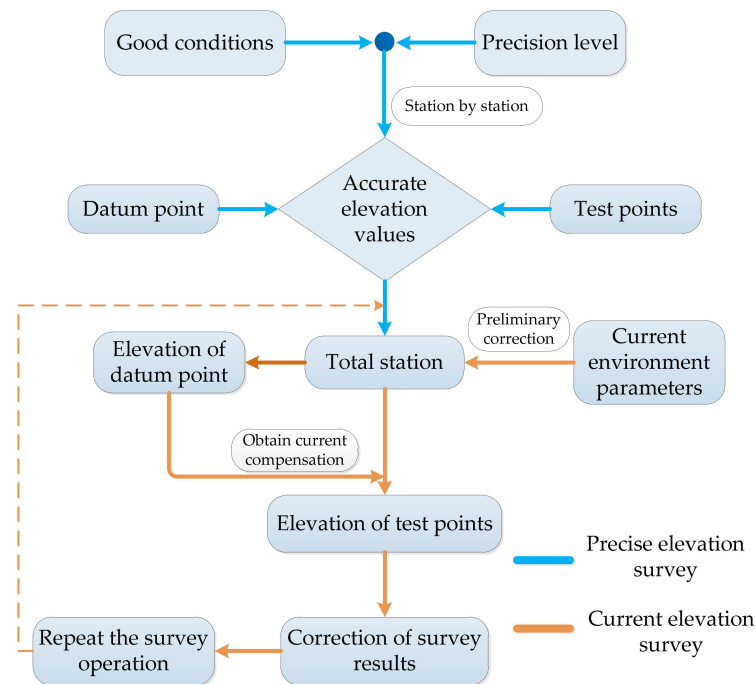 Good conditions
Precision level
Station by station
Datum point
Accurate
elevation
values
Test points
Preliminary
correction
Elevation of
datum point
Total station
Current
environment
parameters
Obtain current
compensation
Elevation of test points
Precise elevation
survey
Repeat the survey
operation
Correction of survey
results
Current elevation
survey